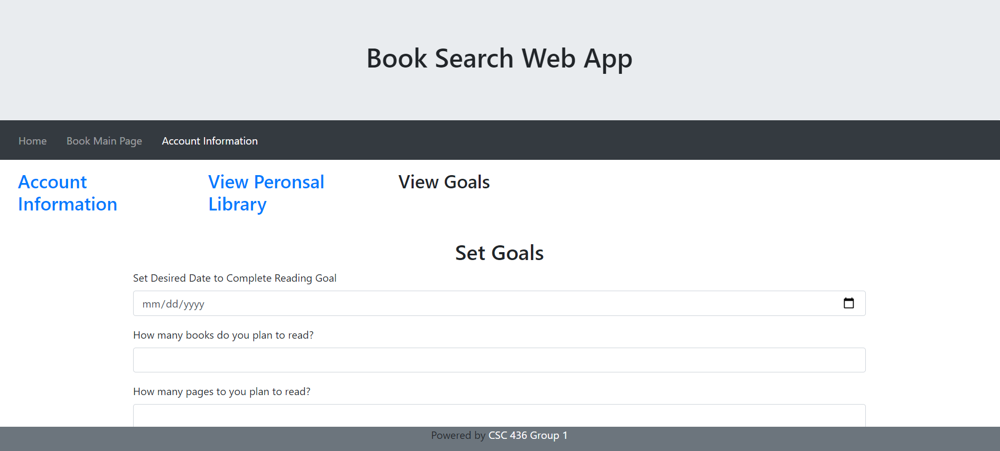 Book Search Web App
Home Book Main Page Account Information
Account Information
View Peronsal Library
View Goals
Set Goals
Set Desired Date to Complete Reading Goal
mm/dd/yyyy
How many books do you plan to read?
How many pages to you plan to read?
Powered by CSC 436 Group 1